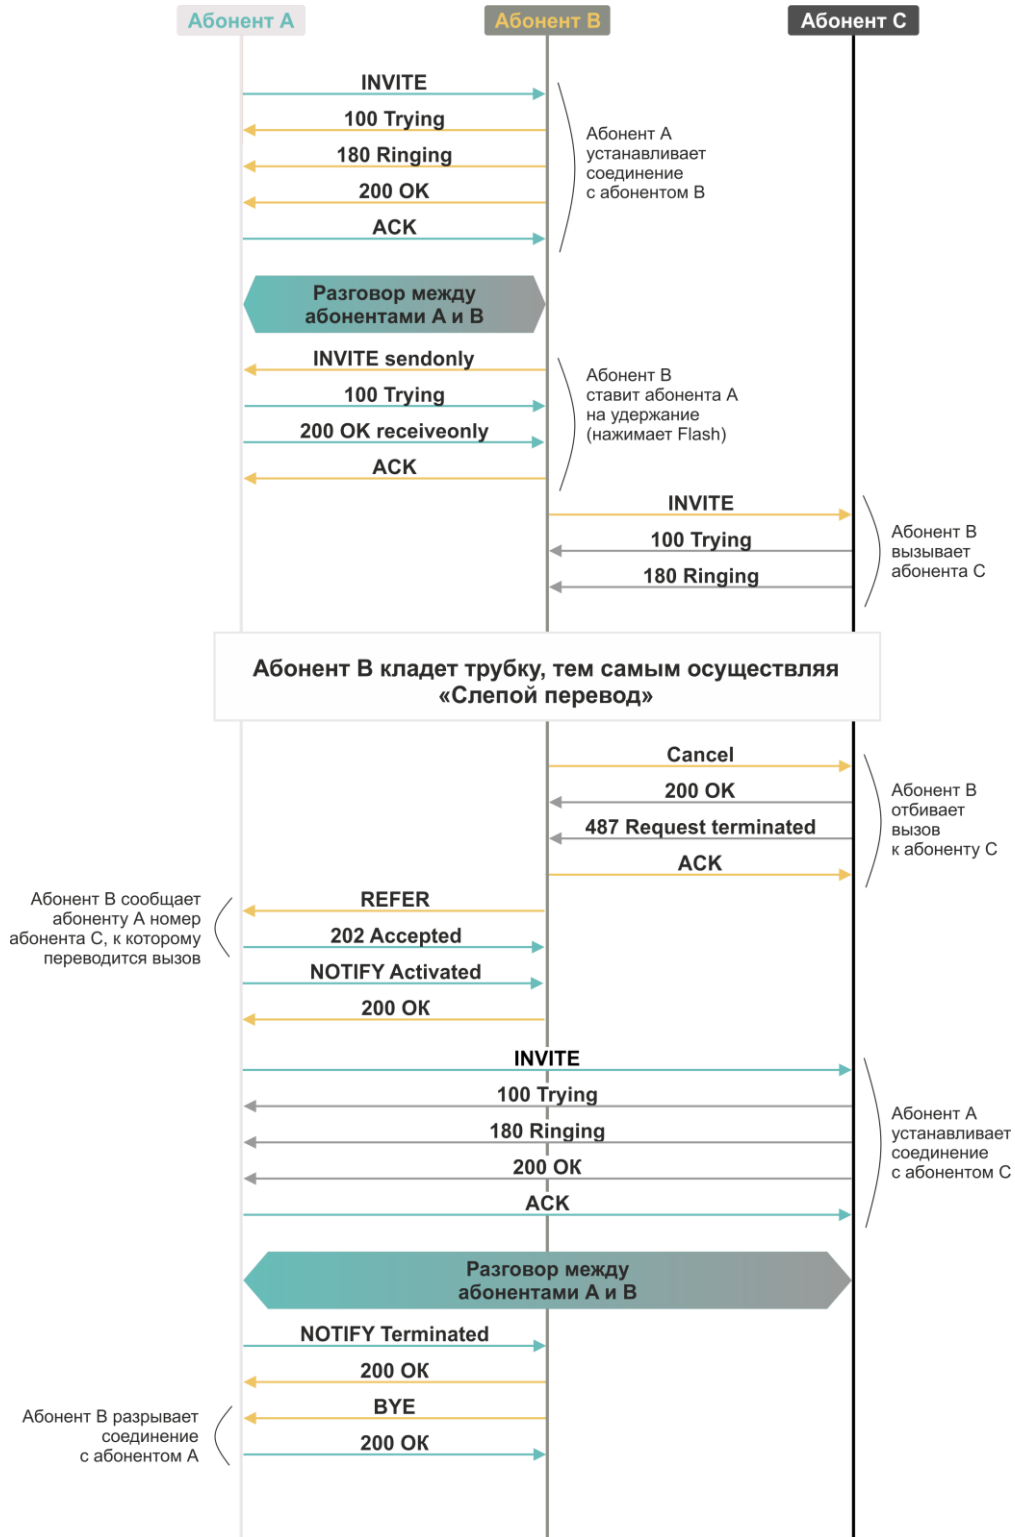 Абонент A
Абонент B
Абонент C
INVITE
100 Trying
180 Ringing
200 OK
ACK
Абонент A
устанавливает
соединение
с абонентом B
Разговор между
абонентами A и B
INVITE sendonly
100 Trying
200 OK receiveonly
ACK
Абонент B
ставит абонента A
на удержание
(нажимает Flash)
INVITE
100 Trying
180 Ringing
Абонент B
вызывает
абонента C
Абонент B кладет трубку, тем самым осуществляя
«Слепой перевод»
Cancel
200 OK
487 Request terminated
ACK
Абонент B
отбивает
вызов
к абоненту C
Абонент B сообщает
абоненту A номер
абонента C, к которому
переводится вызов
REFER
202 Accepted
NOTIFY Activated
200 OK
INVITE
100 Trying
180 Ringing
200 OK
ACK
Абонент A
устанавливает
соединение
с абонентом C
Разговор между
абонентами A и B
NOTIFY Terminated
200 OK
BYE
200 OK
Абонент B разрывает
соединение
с абонентом A